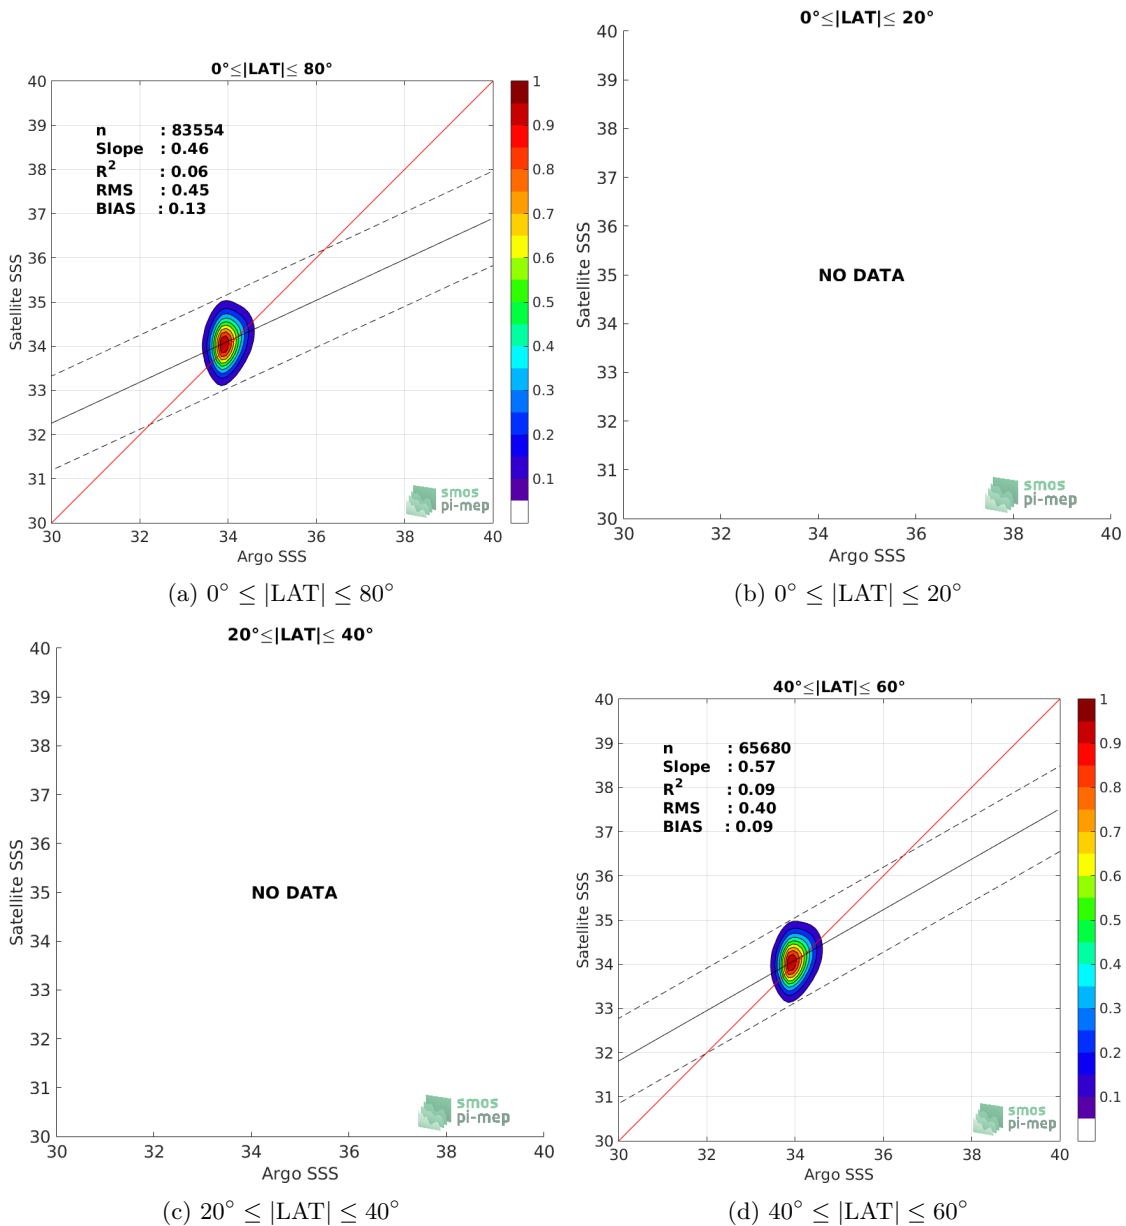 0°≤|LAT|≤ 80°
40
39
38
37
36
35
34
33
32
31
30
Satellite SSS
n : 83554
Slope : 0.46
R²  : 0.06
RMS : 0.45
BIAS : 0.13
1
0.9
0.8
0.7
0.6
0.5
0.4
0.3
0.2
0.1
smos
pi-mep
30 32 34 36 38 40
Argo SSS
(a) 0° ≤ |LAT| ≤ 80°
0°≤|LAT|≤ 20°
40
39
38
37
36
35
34
33
32
31
30
Satellite SSS
NO DATA
smos
pi-mep
30 32 34 36 38 40
Argo SSS
(b) 0° ≤ |LAT| ≤ 20°
20°≤|LAT|≤ 40°
40
39
38
37
36
35
34
33
32
31
30
Satellite SSS
NO DATA
smos
pi-mep
30 32 34 36 38 40
Argo SSS
(c) 20° ≤ |LAT| ≤ 40°
40°≤|LAT|≤ 60°
40
39
38
37
36
35
34
33
32
31
30
Satellite SSS
n : 65680
Slope : 0.57
R² : 0.09
RMS : 0.40
BIAS : 0.09
1
0.9
0.8
0.7
0.6
0.5
0.4
0.3
0.2
0.1
smos
pi-mep
30 32 34 36 38 40
Argo SSS
(d) 40° ≤ |LAT| ≤ 60°